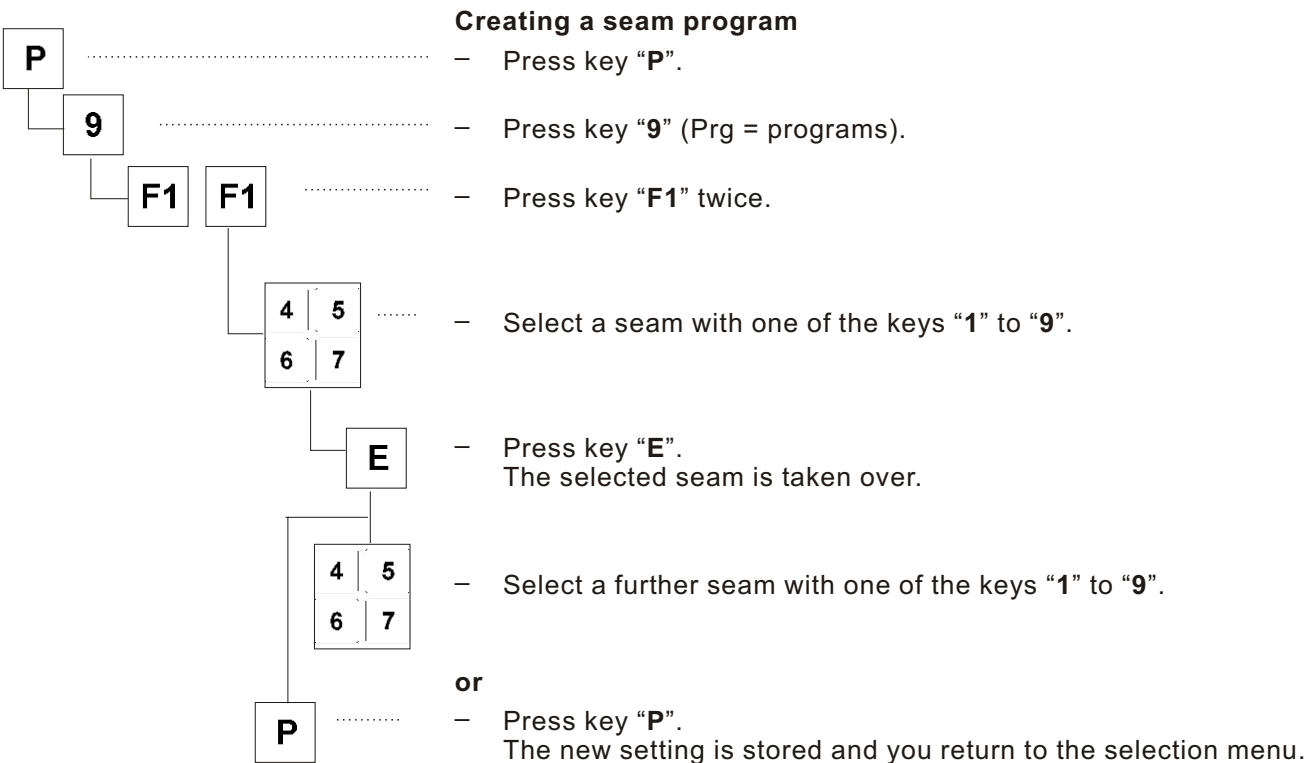 Creating a seam program
P – Press key “P”.
9 – Press key “9” (Prg = programs).
F1 F1 – Press key “F1” twice.
4 5
– Select a seam with one of the keys “1” to “9”.
6 7
E – Press key “E”.
The selected seam is taken over.
4 5
– Select a further seam with one of the keys “1” to “9”.
6 7
or
P – Press key “P”.
The new setting is stored and you return to the selection menu.